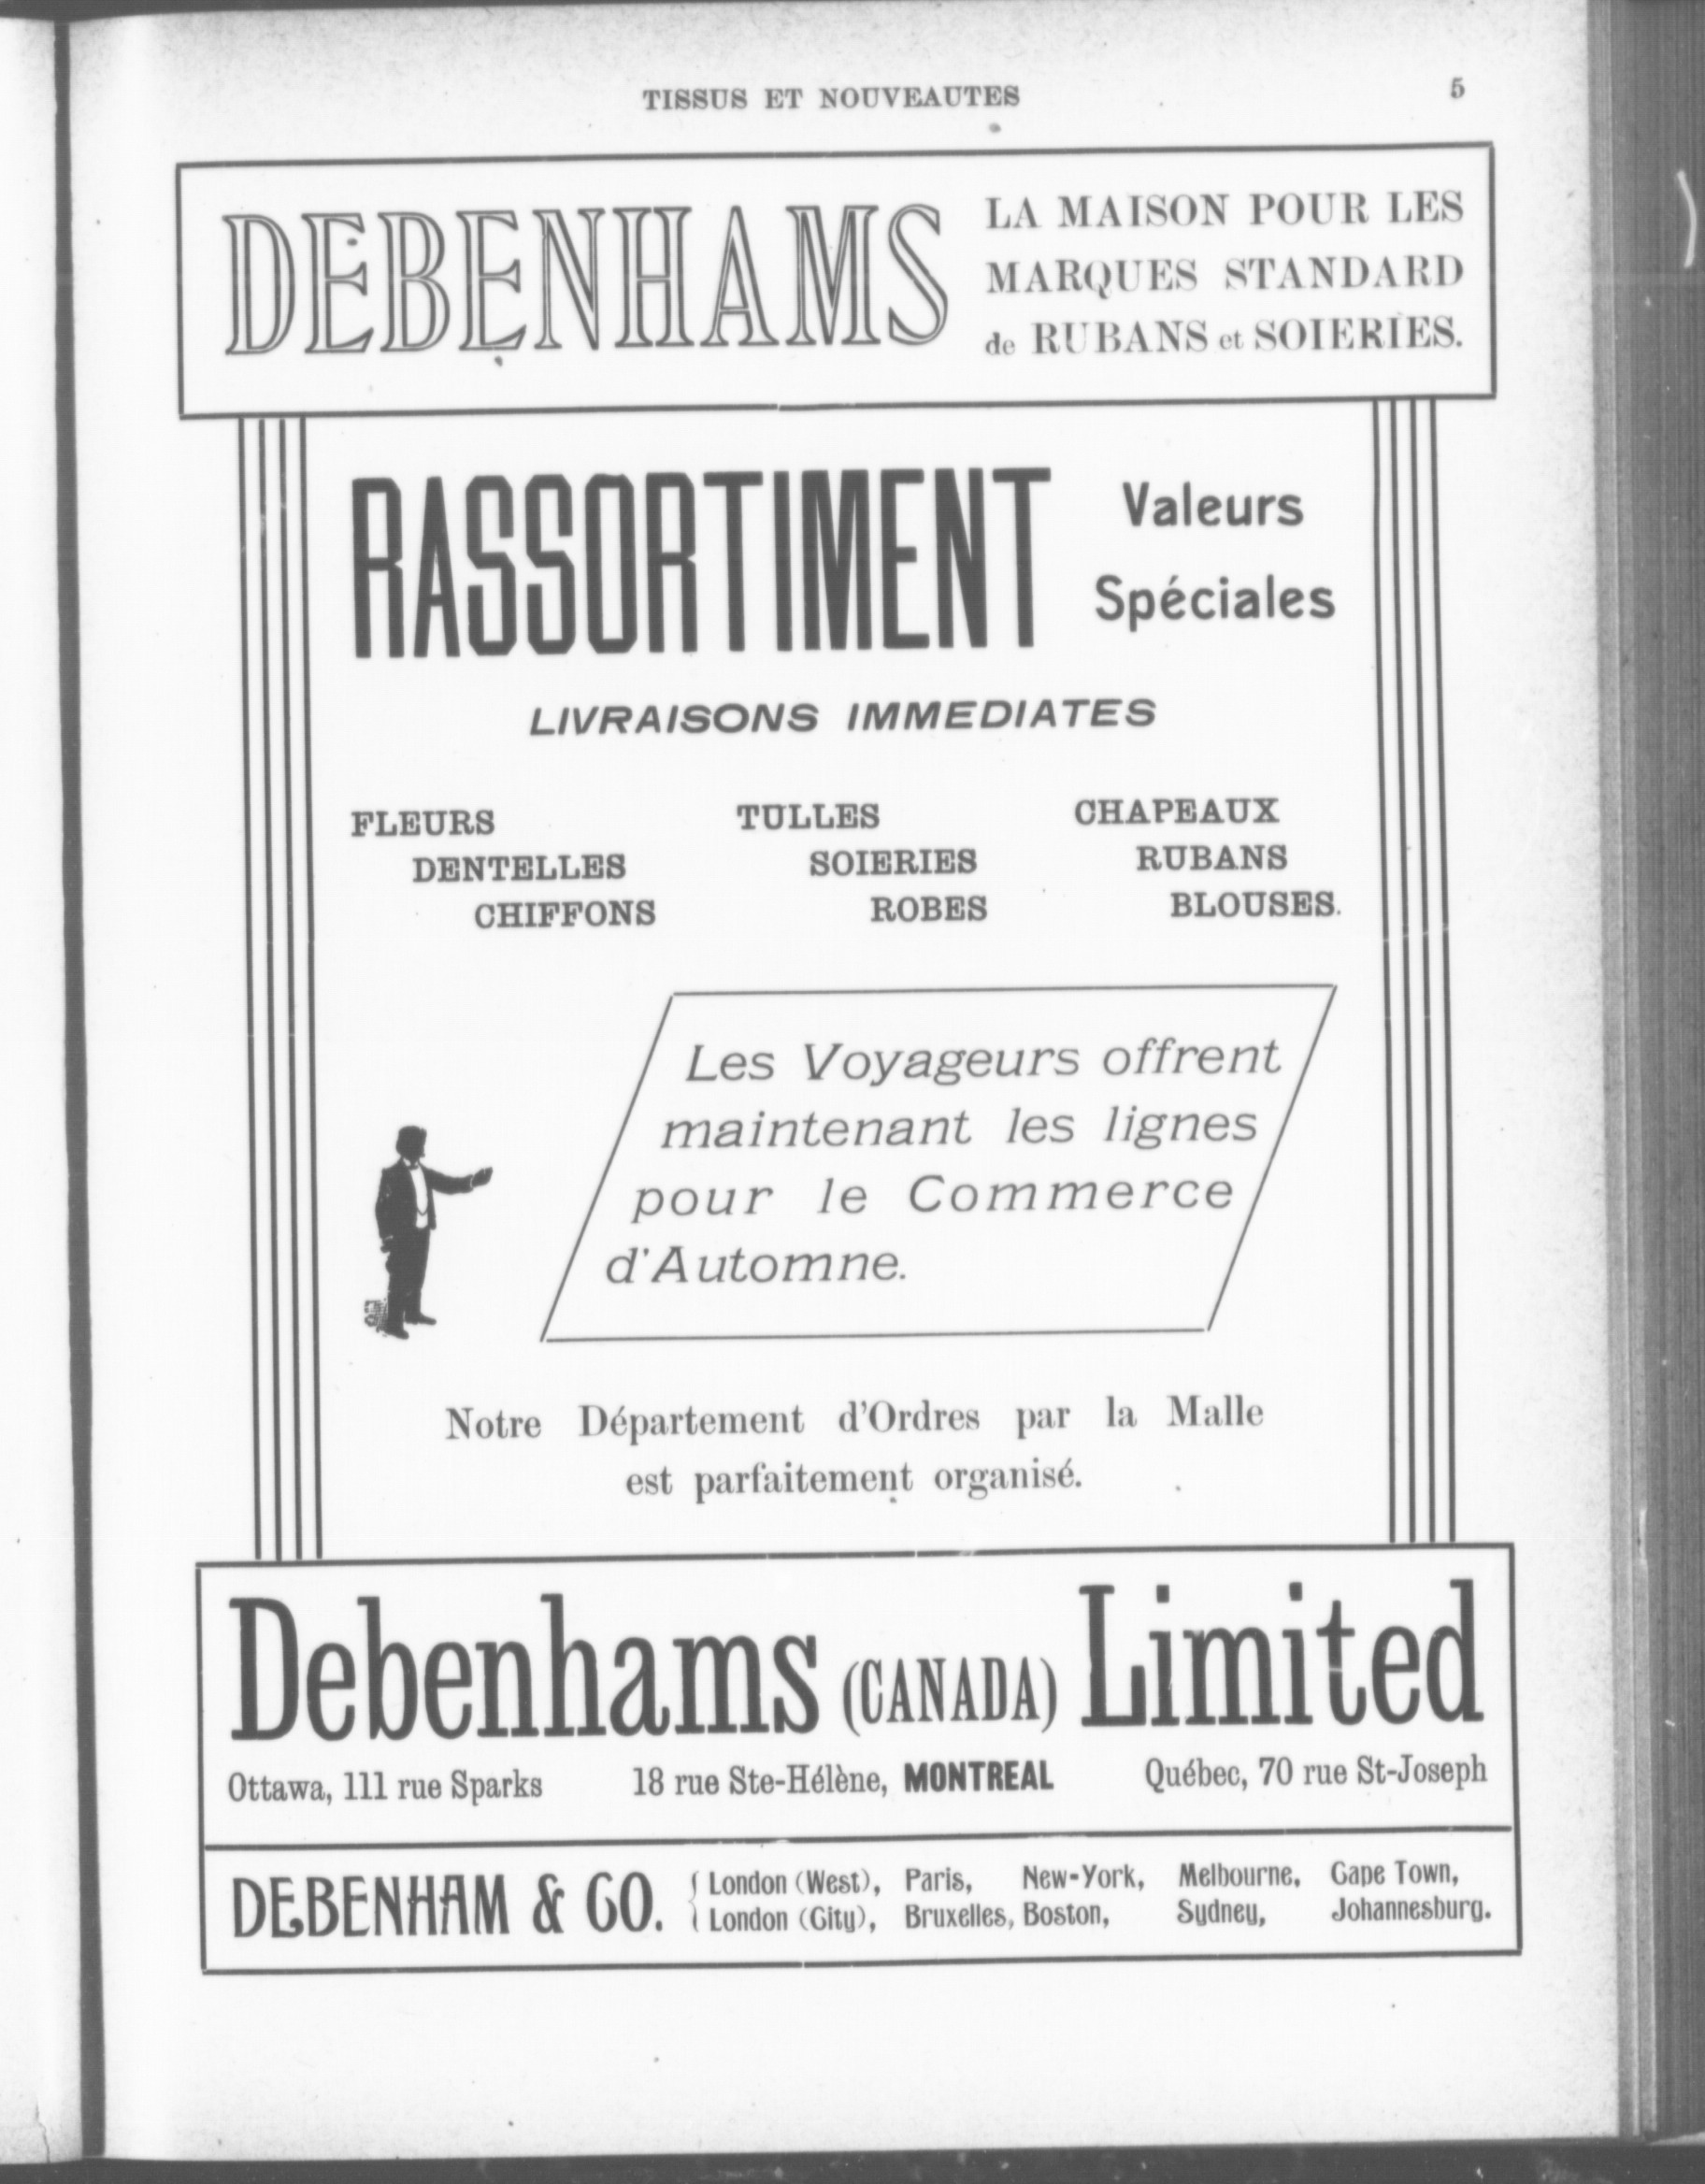 TISSUS ET NOUVEAUTES 5
DEBENHAMS
LA MAISON POUR LES
MARQUES STANDARD
de RUBANS et SOIERIES.
RASSORTIMENT
Valeurs
Spéciales
LIVRAISONS IMMEDIATES
FLEURS TULLES CHAPEAUX
DENTELLES SOIERIES RUBANS
CHIFFONS ROBES BLOUSES.
Les Voyageurs offrent
maintenant les lignes
pour le Commerce
d'Automne.
Notre Département d'Ordres par la Malle
est parfaitement organisé.
Debenhams (CANADA) Limited
Ottawa, 111 rue Sparks 18 rue Ste-Hélène, MONTREAL Québec, 70 rue St-Joseph
DEBENHAM & CO.
London (West), Paris, New-York, Melbourne, Cape Town,
London (City), Bruxelles, Boston, Sydney, Johannesburg.